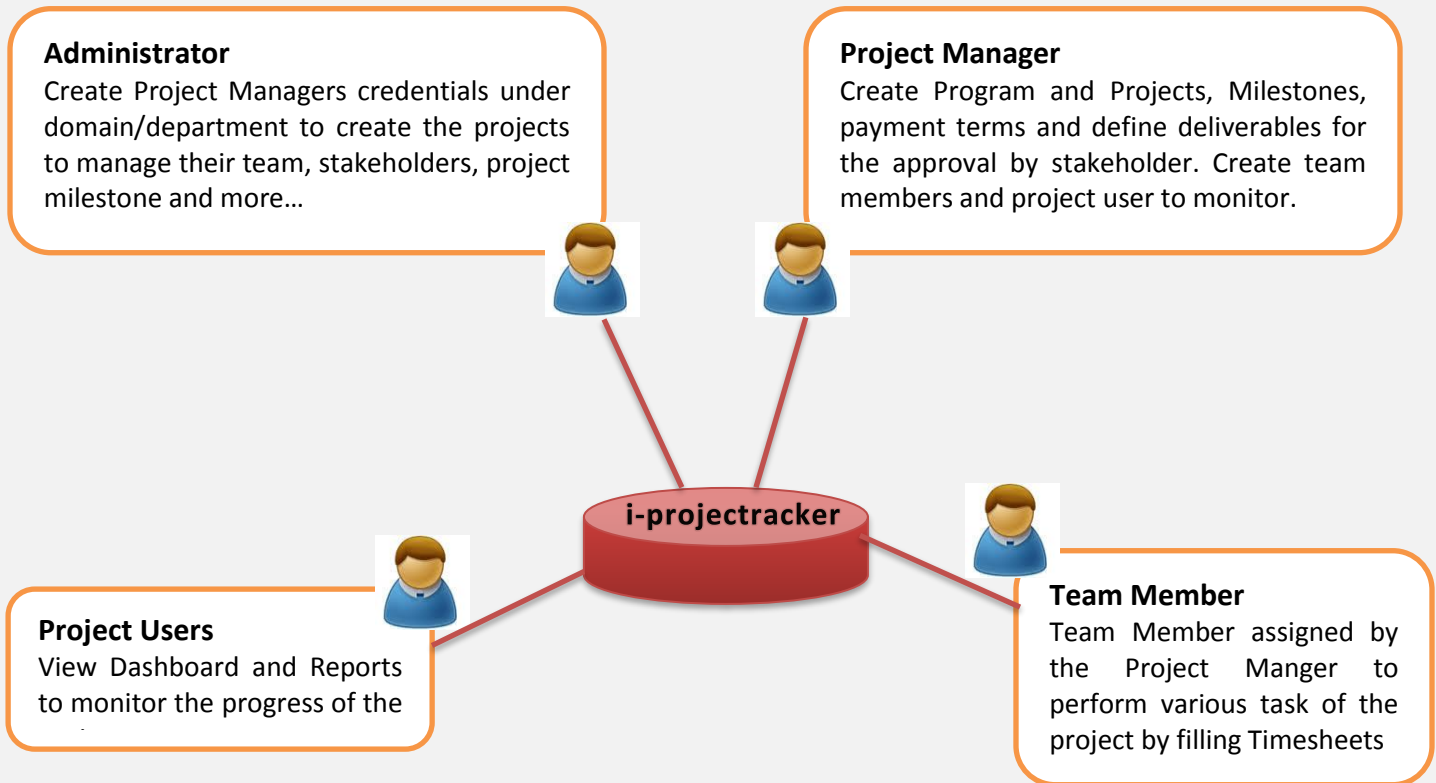 Administrator
Create Project Managers credentials under
domain/department to create the projects
to manage their team, stakeholders, project
milestone and more…
Project Manager
Create Program and Projects, Milestones,
payment terms and define deliverables for
the approval by stakeholder. Create team
members and project user to monitor.
i-projectracker
Project Users
View Dashboard and Reports
to monitor the progress of the
Team Member
Team Member assigned by
the Project Manger to
perform various task of the
project by filling Timesheets